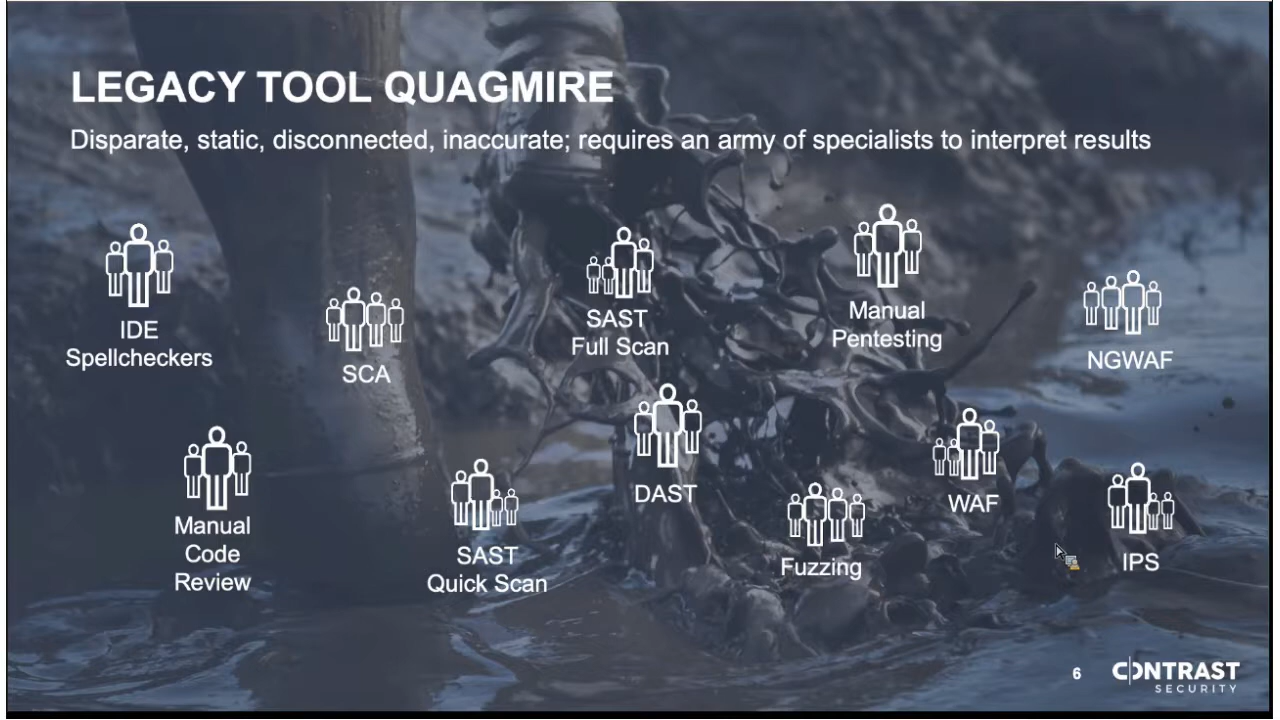 LEGACY TOOL QUAGMIRE
Disparate, static, disconnected, inaccurate; requires an army of specialists to interpret results
IDE
Spellcheckers
SCA
SAST
Full Scan
Manual
Pentesting
NGWAF
Manual
Code
Review
SAST
Quick Scan
DAST
Fuzzing
WAF
IPS
6
CONTRAST
SECURITY